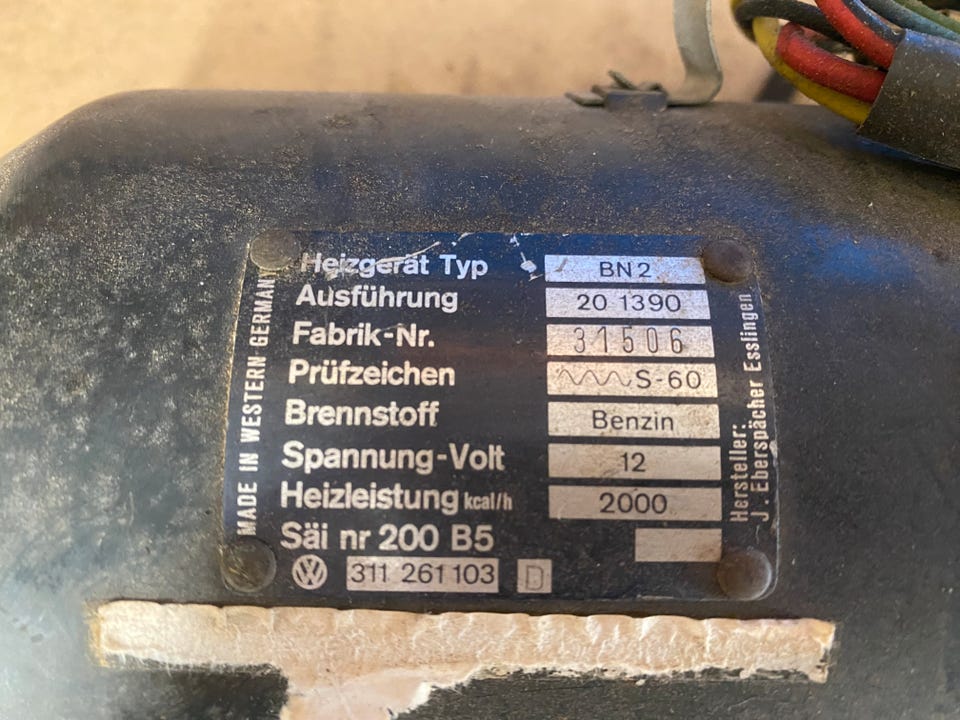 Heizgerät Typ BN2
Ausführung 20 1390
Fabrik-Nr. 31506
Prüfzeichen S-60
Brennstoff Benzin
Spannung-Volt 12
Heizleistung kcal/h 2000
Säi nr 200 B5
VW 311 261 103 D
MADE IN WESTERN GERMANY
Hersteller:
J. Eberspächer Esslingen